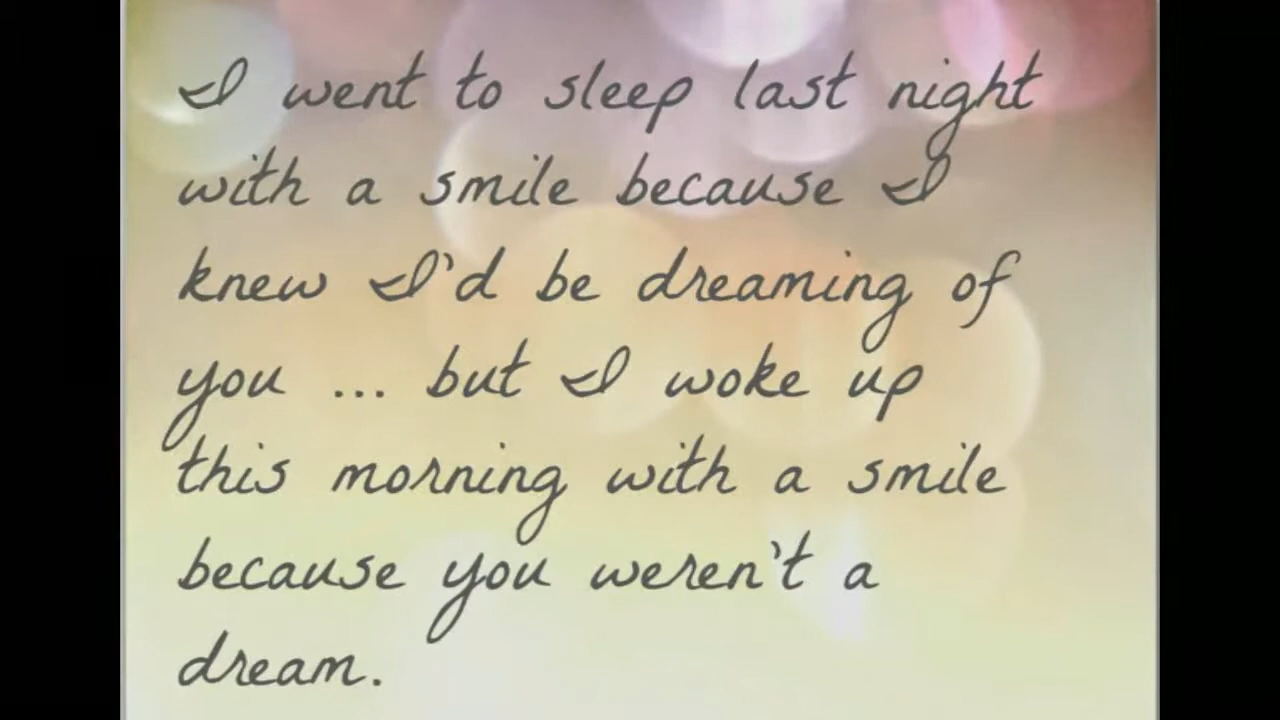 I went to sleep last night
with a smile because I
knew I'd be dreaming of
you ... but I woke up
this morning with a smile
because you weren't a
dream.